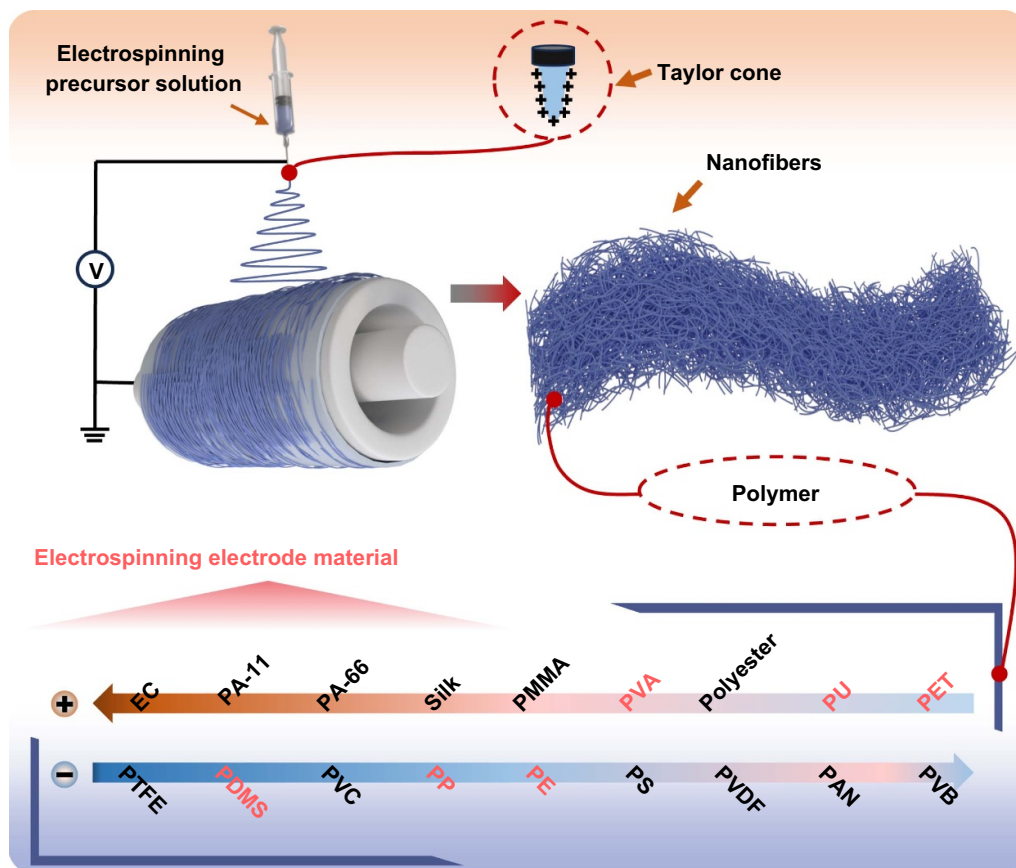 Electrospinning
precursor solution
Taylor cone
Nanofibers
V
Polymer
Electrospinning electrode material
+
EC
PA-11
PA-66
Silk
PMMA
PVA
Polyester
PU
PET
−
PTFE
PDMS
PVC
PP
PE
PS
PVDF
PAN
PVB